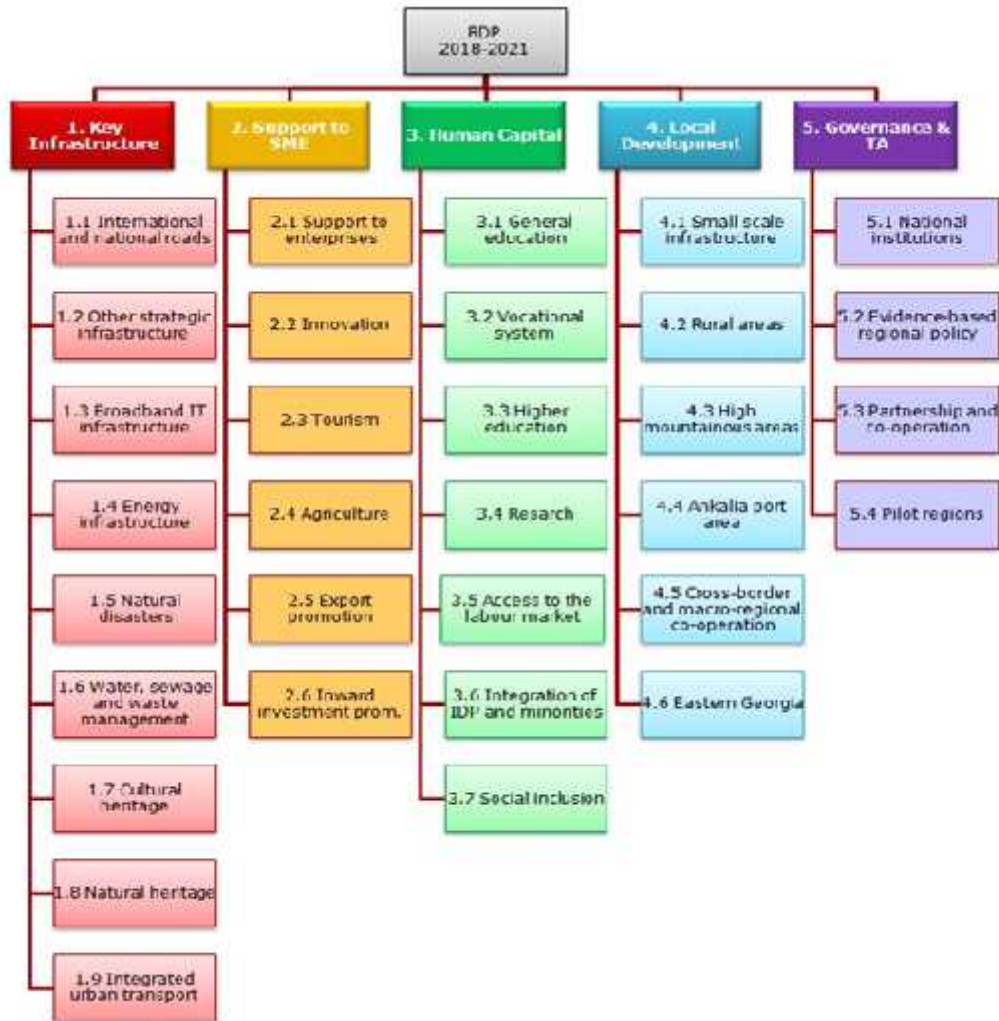 RDP
2018-2021
1. Key
Infrastructure
2. Support to
SME
3. Human Capital
4. Local
Development
5. Governance &
TA
1.1 International
and national roads
1.2 Other strategic
infrastructure
1.3 Broadband IT
infrastructure
1.4 Energy
infrastructure
1.5 Natural
disasters
1.6 Water, sewage
and waste
management
1.7 Cultural
heritage
1.8 Natural heritage
1.9 Integrated
urban transport
2.1 Support to
enterprises
2.2 Innovation
2.3 Tourism
2.4 Agriculture
2.5 Export
promotion
2.6 Inward
investment prom.
3.1 General
education
3.2 Vocational
system
3.3 Higher
education
3.4 Resarch
3.5 Access to the
labour market
3.6 Integration of
IDP and minorties
3.7 Social inclusion
4.1 Small scale
infrastructure
4.2 Rural areas
4.3 High
mountainous areas
4.4 Ankalia port
area
4.5 Cross-border
and macro-regional
co-operation
4.6 Eastern Georgia
5.1 National
institutions
5.2 Evidence-based
regional policy
5.3 Partnership and
co-operation
5.4 Pilot regions